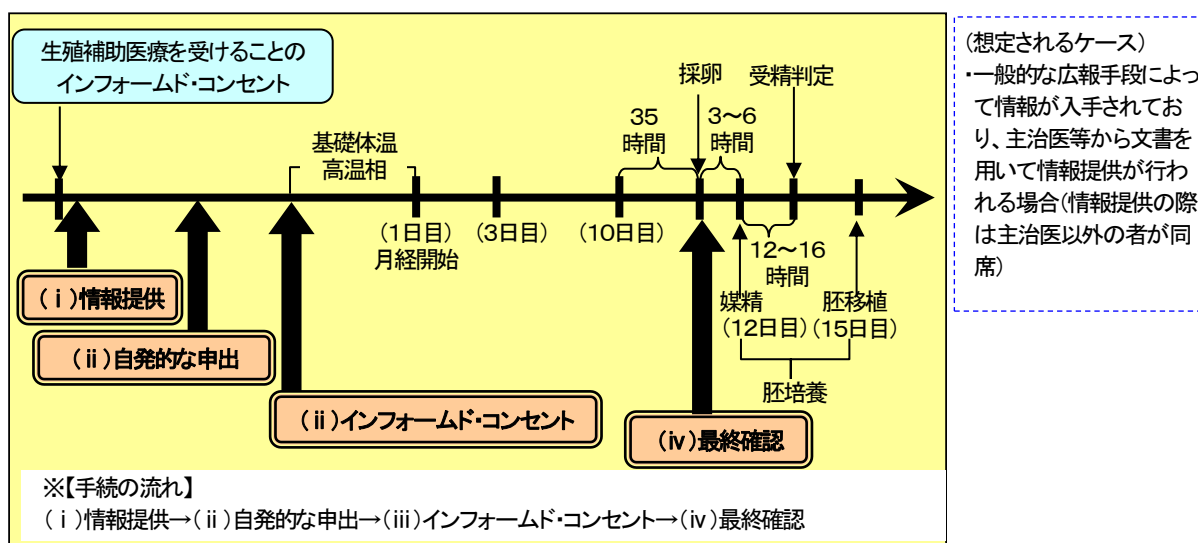 生殖補助医療を受けることの
インフォームド・コンセント
採卵
受精判定
35
時間
3～6
時間
基礎体温
高温相
(1日目)
月経開始
(3日目)
(10日目)
12～16
時間
媒精
(12日目)
胚移植
(15日目)
胚培養
(ⅰ)情報提供
(ⅱ)自発的な申出
(ⅱ)インフォームド・コンセント
(ⅳ)最終確認
※【手続の流れ】
(ⅰ)情報提供→(ⅱ)自発的な申出→(ⅲ)インフォームド・コンセント→(ⅳ)最終確認
(想定されるケース)
・一般的な広報手段によっ
て情報が入手されてお
り、主治医等から文書を
用いて情報提供が行わ
れる場合(情報提供の際
は主治医以外の者が同
席)